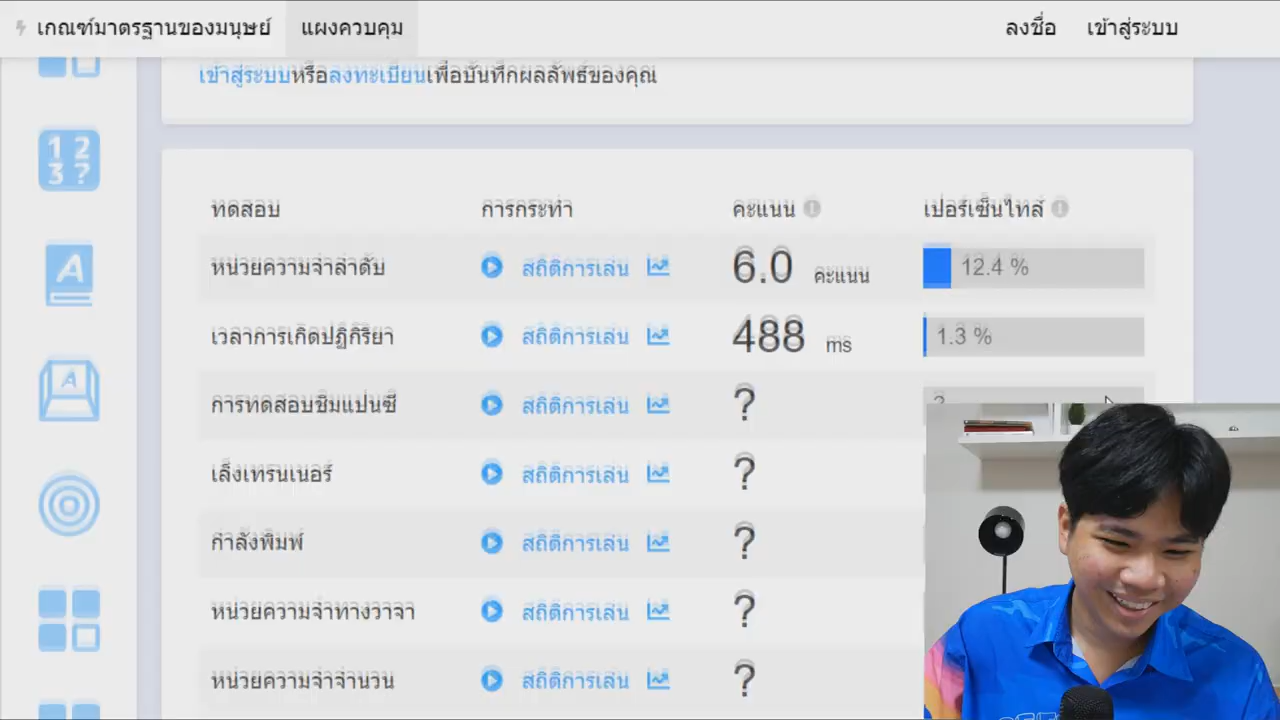 เกณฑ์มาตรฐานของมนุษย์ แผงควบคุม ลงชื่อ เข้าสู่ระบบ
เข้าสู่ระบบหรือลงทะเบียนเพื่อบันทึกผลลัพธ์ของคุณ
1 2
3 ?
A
A
ทดสอบ การกระทำ คะแนน เปอร์เซ็นไทล์
หน่วยความจำลำดับ สถิติการเล่น 6.0 คะแนน 12.4 %
เวลาการเกิดปฏิกิริยา สถิติการเล่น 488 ms 1.3 %
การทดสอบชิมแปนซี สถิติการเล่น ? ?
เล็งเทรนเนอร์ สถิติการเล่น ?
กำลังพิมพ์ สถิติการเล่น ?
หน่วยความจำทางวาจา สถิติการเล่น ?
หน่วยความจำจำนวน สถิติการเล่น ?